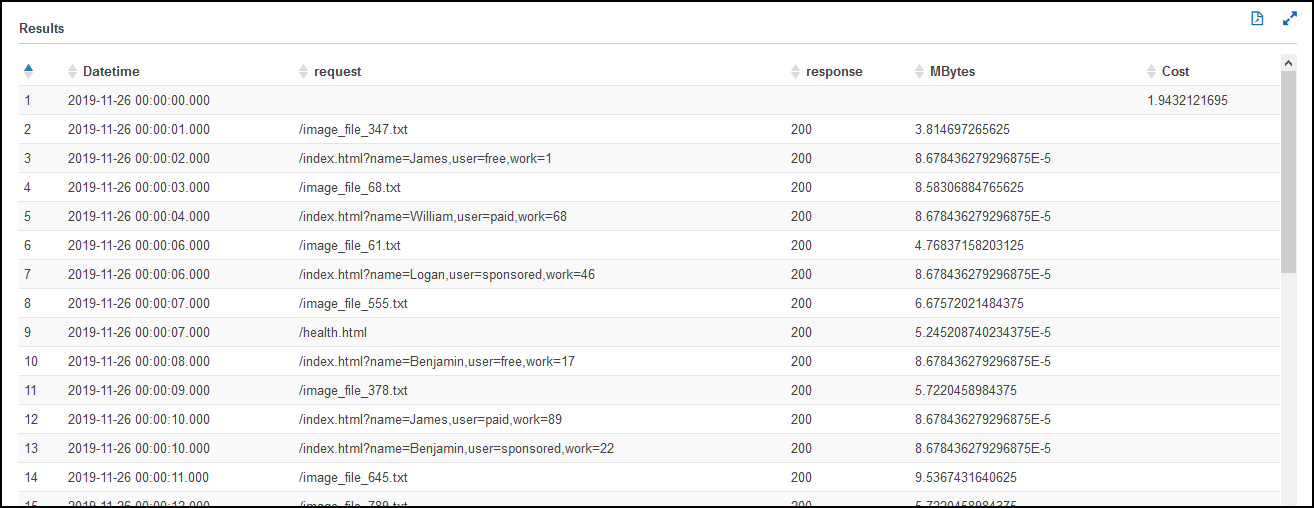 Results
Datetime request response MBytes Cost
1 2019-11-26 00:00:00.000 1.9432121695
2 2019-11-26 00:00:01.000 /image_file_347.txt 200 3.814697265625
3 2019-11-26 00:00:02.000 /index.html?name=James,user=free,work=1 200 8.678436279296875E-5
4 2019-11-26 00:00:03.000 /image_file_68.txt 200 8.58306884765625
5 2019-11-26 00:00:04.000 /index.html?name=William,user=paid,work=68 200 8.678436279296875E-5
6 2019-11-26 00:00:06.000 /image_file_61.txt 200 4.76837158203125
7 2019-11-26 00:00:06.000 /index.html?name=Logan,user=sponsored,work=46 200 8.678436279296875E-5
8 2019-11-26 00:00:07.000 /image_file_555.txt 200 6.67572021484375
9 2019-11-26 00:00:07.000 /health.html 200 5.245208740234375E-5
10 2019-11-26 00:00:08.000 /index.html?name=Benjamin,user=free,work=17 200 8.678436279296875E-5
11 2019-11-26 00:00:09.000 /image_file_378.txt 200 5.7220458984375
12 2019-11-26 00:00:10.000 /index.html?name=James,user=paid,work=89 200 8.678436279296875E-5
13 2019-11-26 00:00:10.000 /index.html?name=Benjamin,user=sponsored,work=22 200 8.678436279296875E-5
14 2019-11-26 00:00:11.000 /image_file_645.txt 200 9.5367431640625
15 2019-11-26 00:00:12.000 /image_file_789.txt 200 5.7220458984375